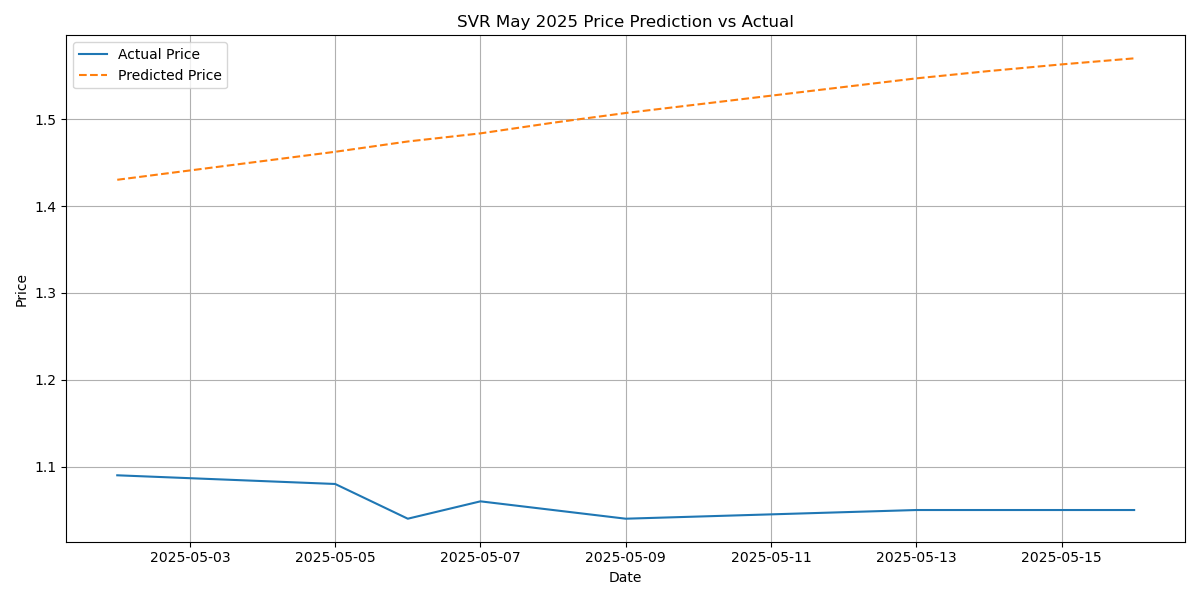 SVR May 2025 Price Prediction vs Actual
Actual Price
Predicted Price
Price
1.5
1.4
1.3
1.2
1.1
2025-05-03 2025-05-05 2025-05-07 2025-05-09 2025-05-11 2025-05-13 2025-05-15
Date